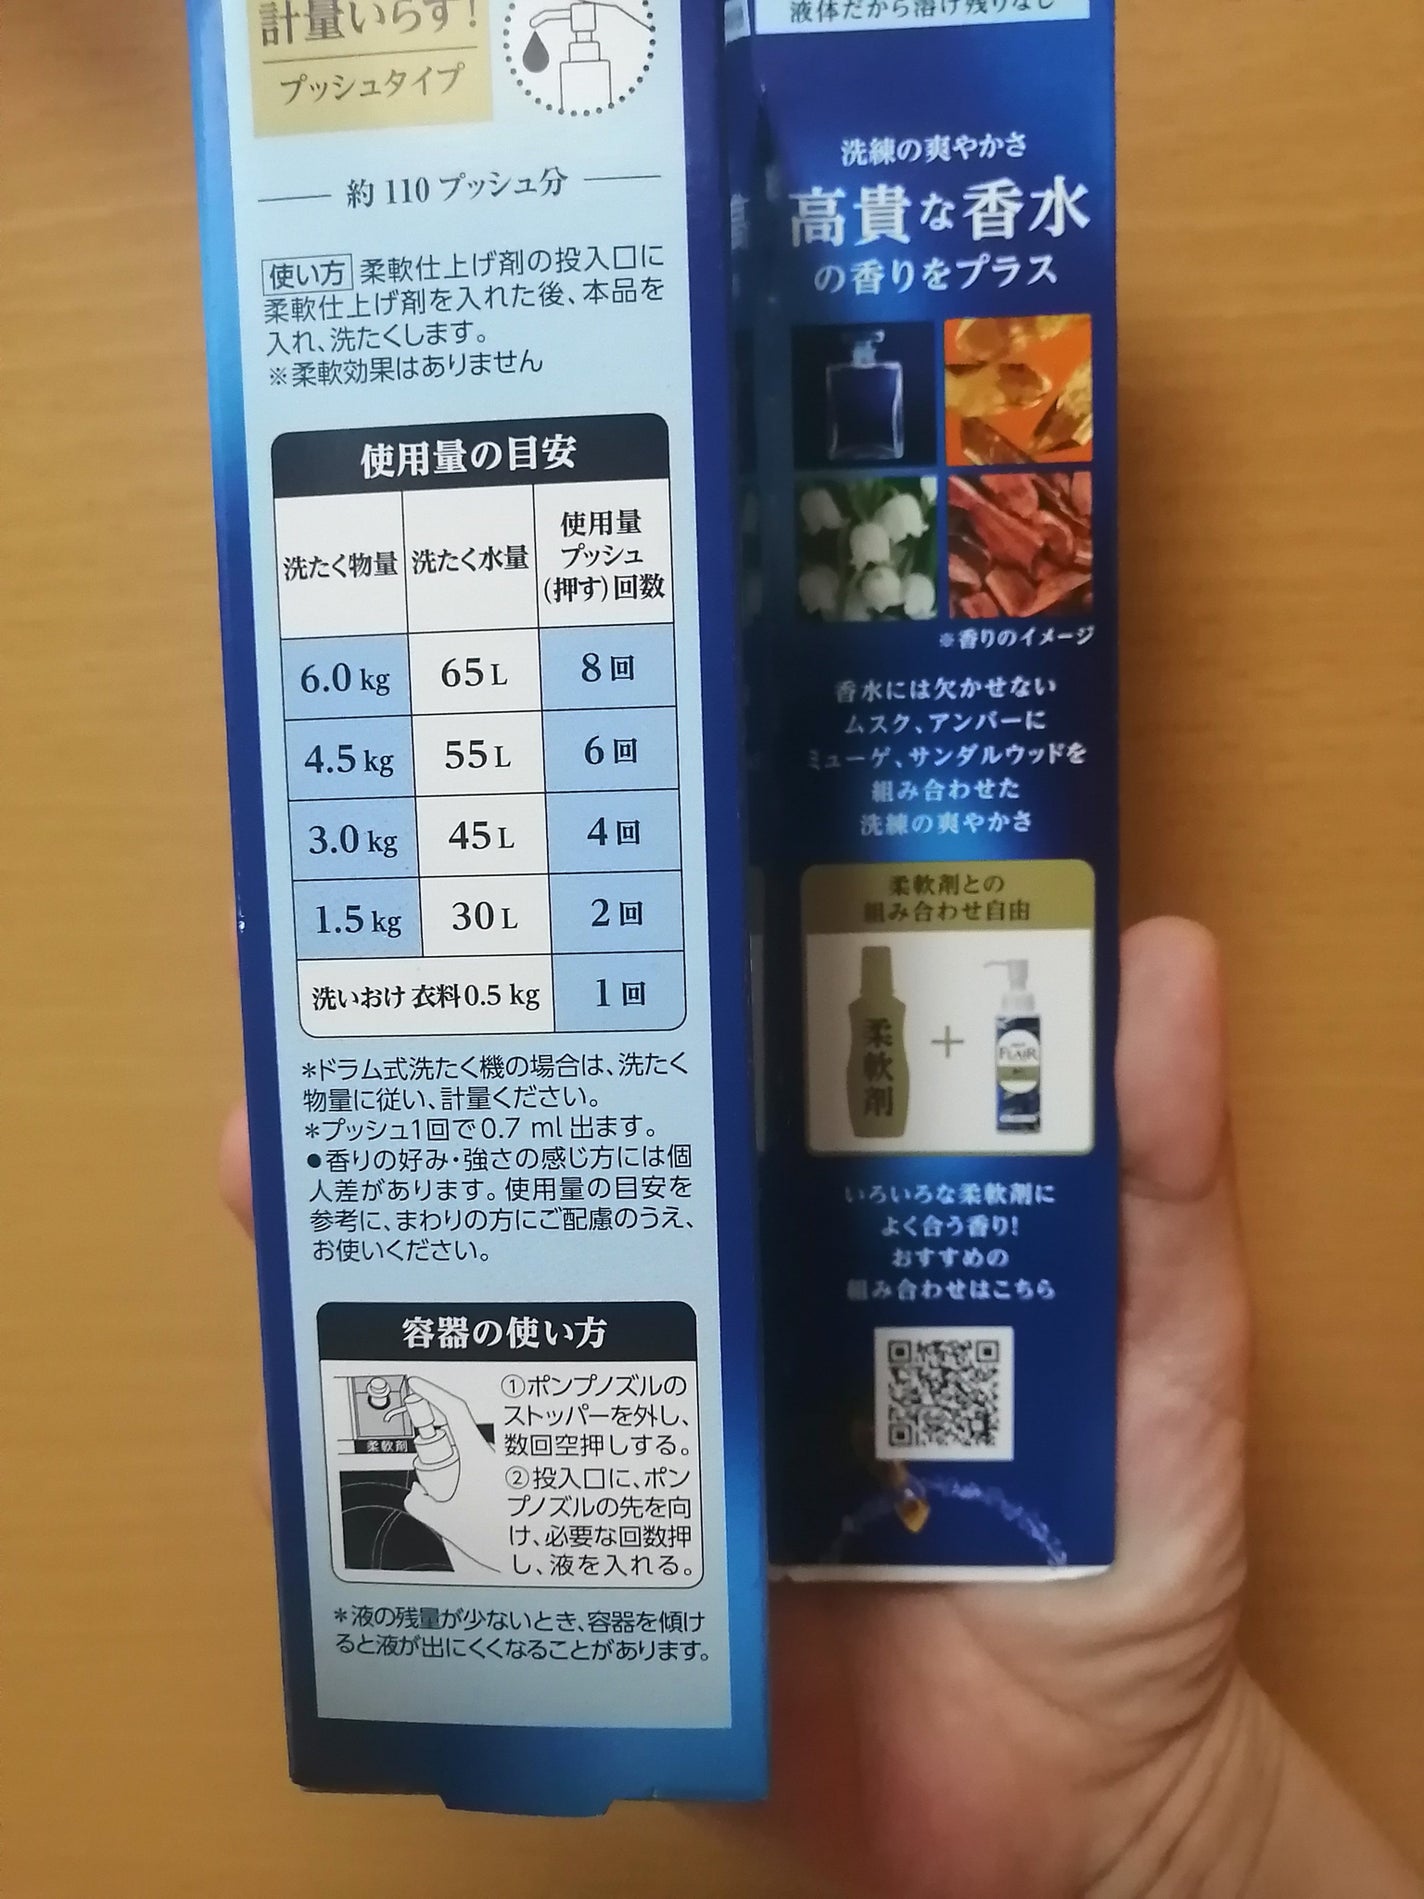 計量いらず!
プッシュタイプ
約110プッシュ分
使い方 柔軟仕上げ剤の投入口に
柔軟仕上げ剤を入れた後、本品を
入れ、洗たくします。
※柔軟効果はありません
使用量の目安
洗たく物量 洗たく水量 使用量
プッシュ
(押す)回数
6.0 kg 65 L 8回
4.5 kg 55 L 6回
3.0 kg 45 L 4回
1.5 kg 30 L 2回
洗いおけ 衣料0.5 kg 1回
*ドラム式洗たく機の場合は、洗たく
物量に従い、計量ください。
*プッシュ1回で0.7 ml出ます。
●香りの好み・強さの感じ方には個
人差があります。使用量の目安を
参考に、まわりの方にご配慮のうえ、
お使いください。
容器の使い方
柔軟剤
①ポンプノズルの
ストッパーを外し、
数回空押しする。
②投入口に、ポン
プノズルの先を向
け、必要な回数押
し、液を入れる。
*液の残量が少ないとき、容器を傾け
ると液が出にくくなることがあります。
液体だから溶け残りなし
洗練の爽やかさ
高貴な香水
の香りをプラス
※香りのイメージ
香水には欠かせない
ムスク、アンバーに
ミューゲ、サンダルウッドを
組み合わせた
洗練の爽やかさ
柔軟剤との
組み合わせ自由
柔軟剤
+
FLAIR
いろいろな柔軟剤に
よく合う香り!
おすすめの
組み合わせはこちら